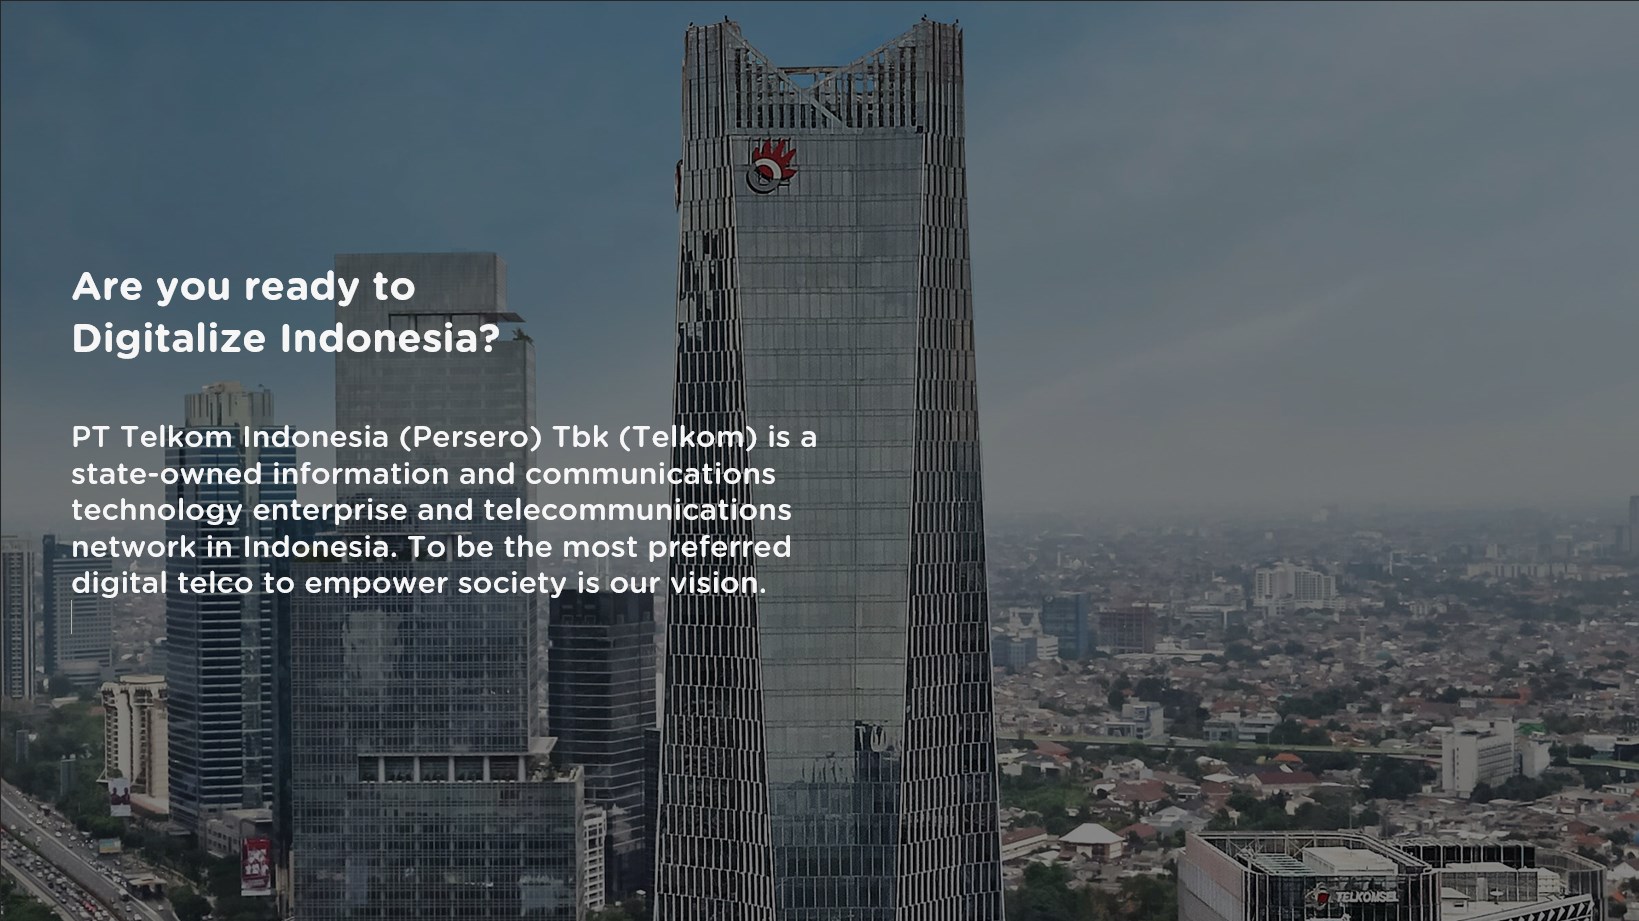 Are you ready to
Digitalize Indonesia?
PT Telkom Indonesia (Persero) Tbk (Telkom) is a
state-owned information and communications
technology enterprise and telecommunications
network in Indonesia. To be the most preferred
digital telco to empower society is our vision.
TELKOMSEL